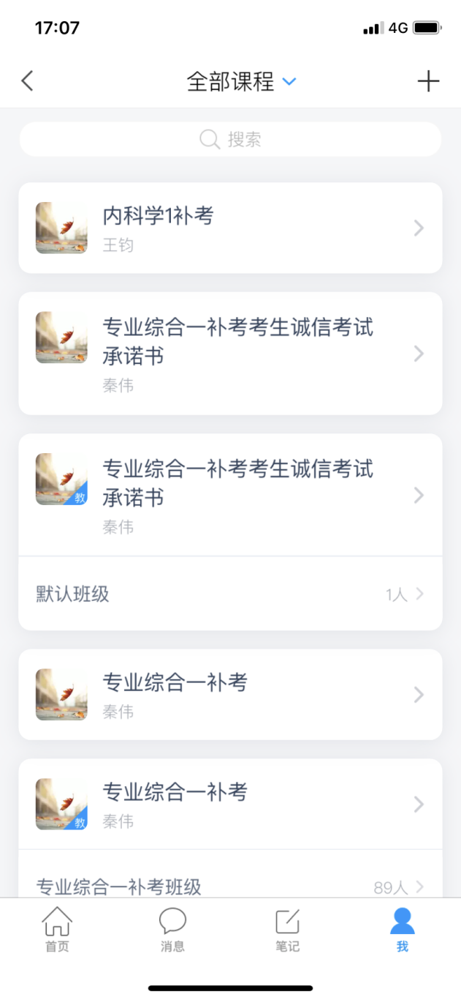 17:07
4G
全部课程
搜索
内科学1补考
王钧
专业综合一补考考生诚信考试
承诺书
秦伟
专业综合一补考考生诚信考试
承诺书
教
秦伟
默认班级
1人
专业综合一补考
秦伟
专业综合一补考
教
秦伟
专业综合一补考班级
89人
首页
消息
笔记
我